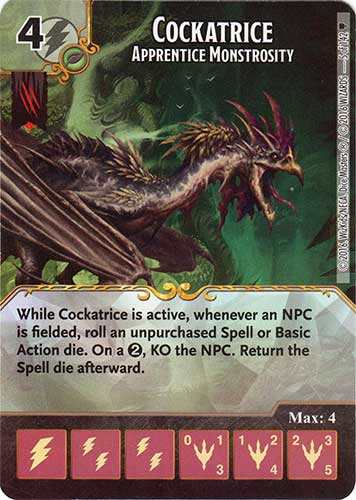 4
COCKATRICE
APPRENTICE MONSTROSITY
While Cockatrice is active, whenever an NPC
is fielded, roll an unpurchased Spell or Basic
Action die. On a ②, KO the NPC. Return the
Spell die afterward.
Max: 4
0 1 3
1 2 4
2 3 5